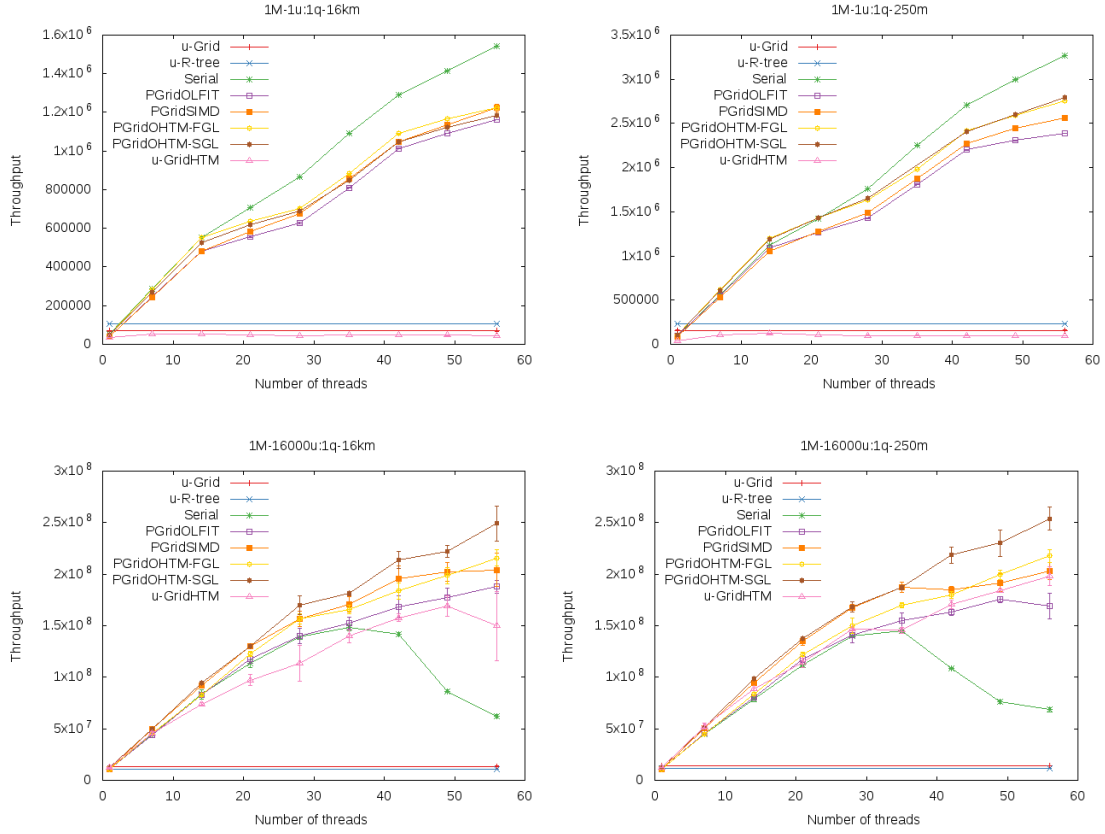 1M-1u:1q-16km
Throughput
1.6x10^6
1.4x10^6
1.2x10^6
1x10^6
800000
600000
400000
200000
0
u-Grid
u-R-tree
Serial
PGridOLFIT
PGridSIMD
PGridOHTM-FGL
PGridOHTM-SGL
u-GridHTM
0 10 20 30 40 50 60
Number of threads
1M-1u:1q-250m
Throughput
3.5x10^6
3x10^6
2.5x10^6
2x10^6
1.5x10^6
1x10^6
500000
0
u-Grid
u-R-tree
Serial
PGridOLFIT
PGridSIMD
PGridOHTM-FGL
PGridOHTM-SGL
u-GridHTM
0 10 20 30 40 50 60
Number of threads
1M-16000u:1q-16km
Throughput
3x10^8
2.5x10^8
2x10^8
1.5x10^8
1x10^8
5x10^7
0
u-Grid
u-R-tree
Serial
PGridOLFIT
PGridSIMD
PGridOHTM-FGL
PGridOHTM-SGL
u-GridHTM
0 10 20 30 40 50 60
Number of threads
1M-16000u:1q-250m
Throughput
3x10^8
2.5x10^8
2x10^8
1.5x10^8
1x10^8
5x10^7
0
u-Grid
u-R-tree
Serial
PGridOLFIT
PGridSIMD
PGridOHTM-FGL
PGridOHTM-SGL
u-GridHTM
0 10 20 30 40 50 60
Number of threads